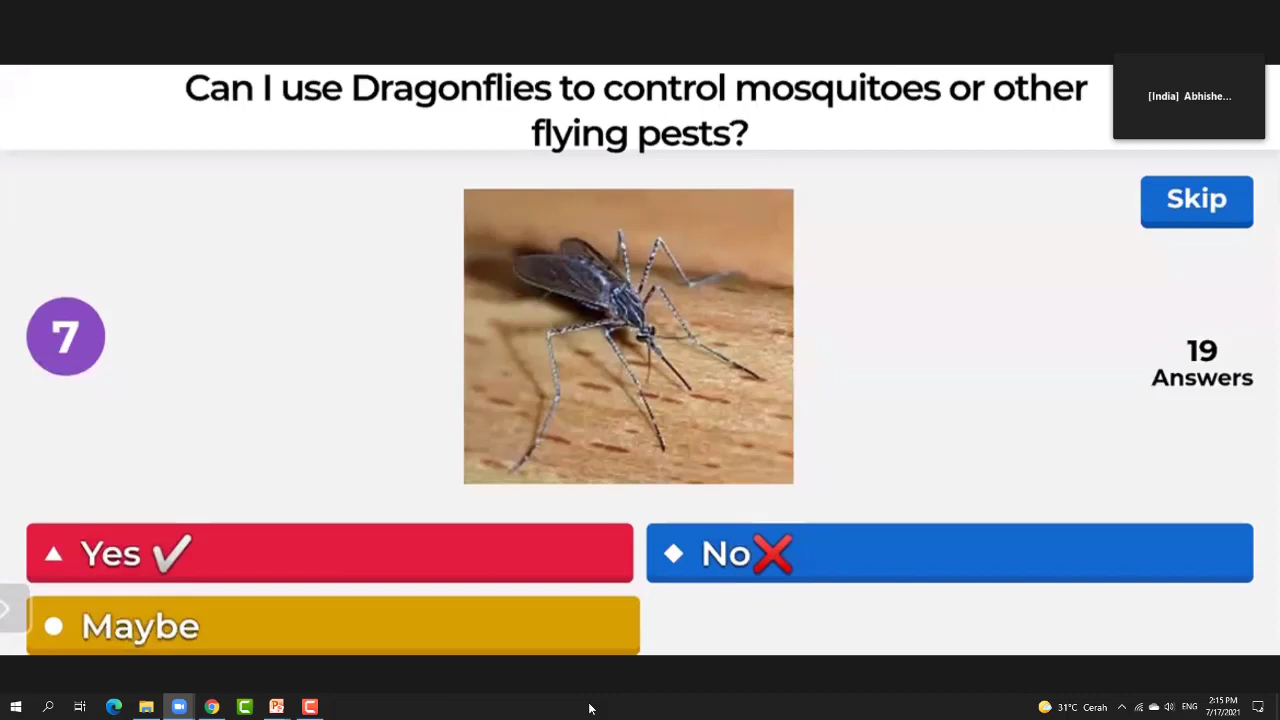 Can I use Dragonflies to control mosquitoes or other
flying pests?
[India] Abhishe...
Skip
7
19
Answers
Yes
No
Maybe
31°C Cerah
ENG
2:15 PM
7/17/2021